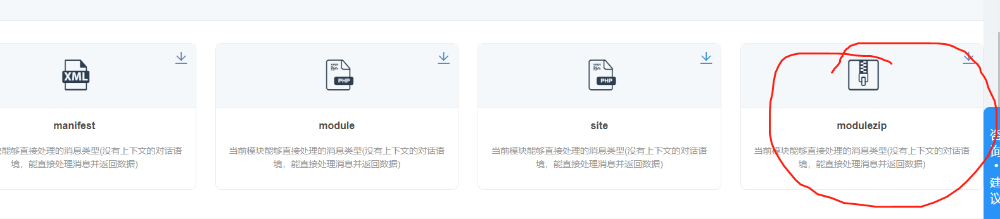 XML
manifest
块能够直接处理的消息类型(没有上下文的对话语
境，能直接处理消息并返回数据)
PHP
module
当前模块能够直接处理的消息类型(没有上下文的对话语
境，能直接处理消息并返回数据)
PHP
site
当前模块能够直接处理的消息类型(没有上下文的对话语
境，能直接处理消息并返回数据)
modulezip
当前模块能够直接处理的消息类型(没有上下文的对话语
境，能直接处理消息并返回数据)
咨
询
•
建
议